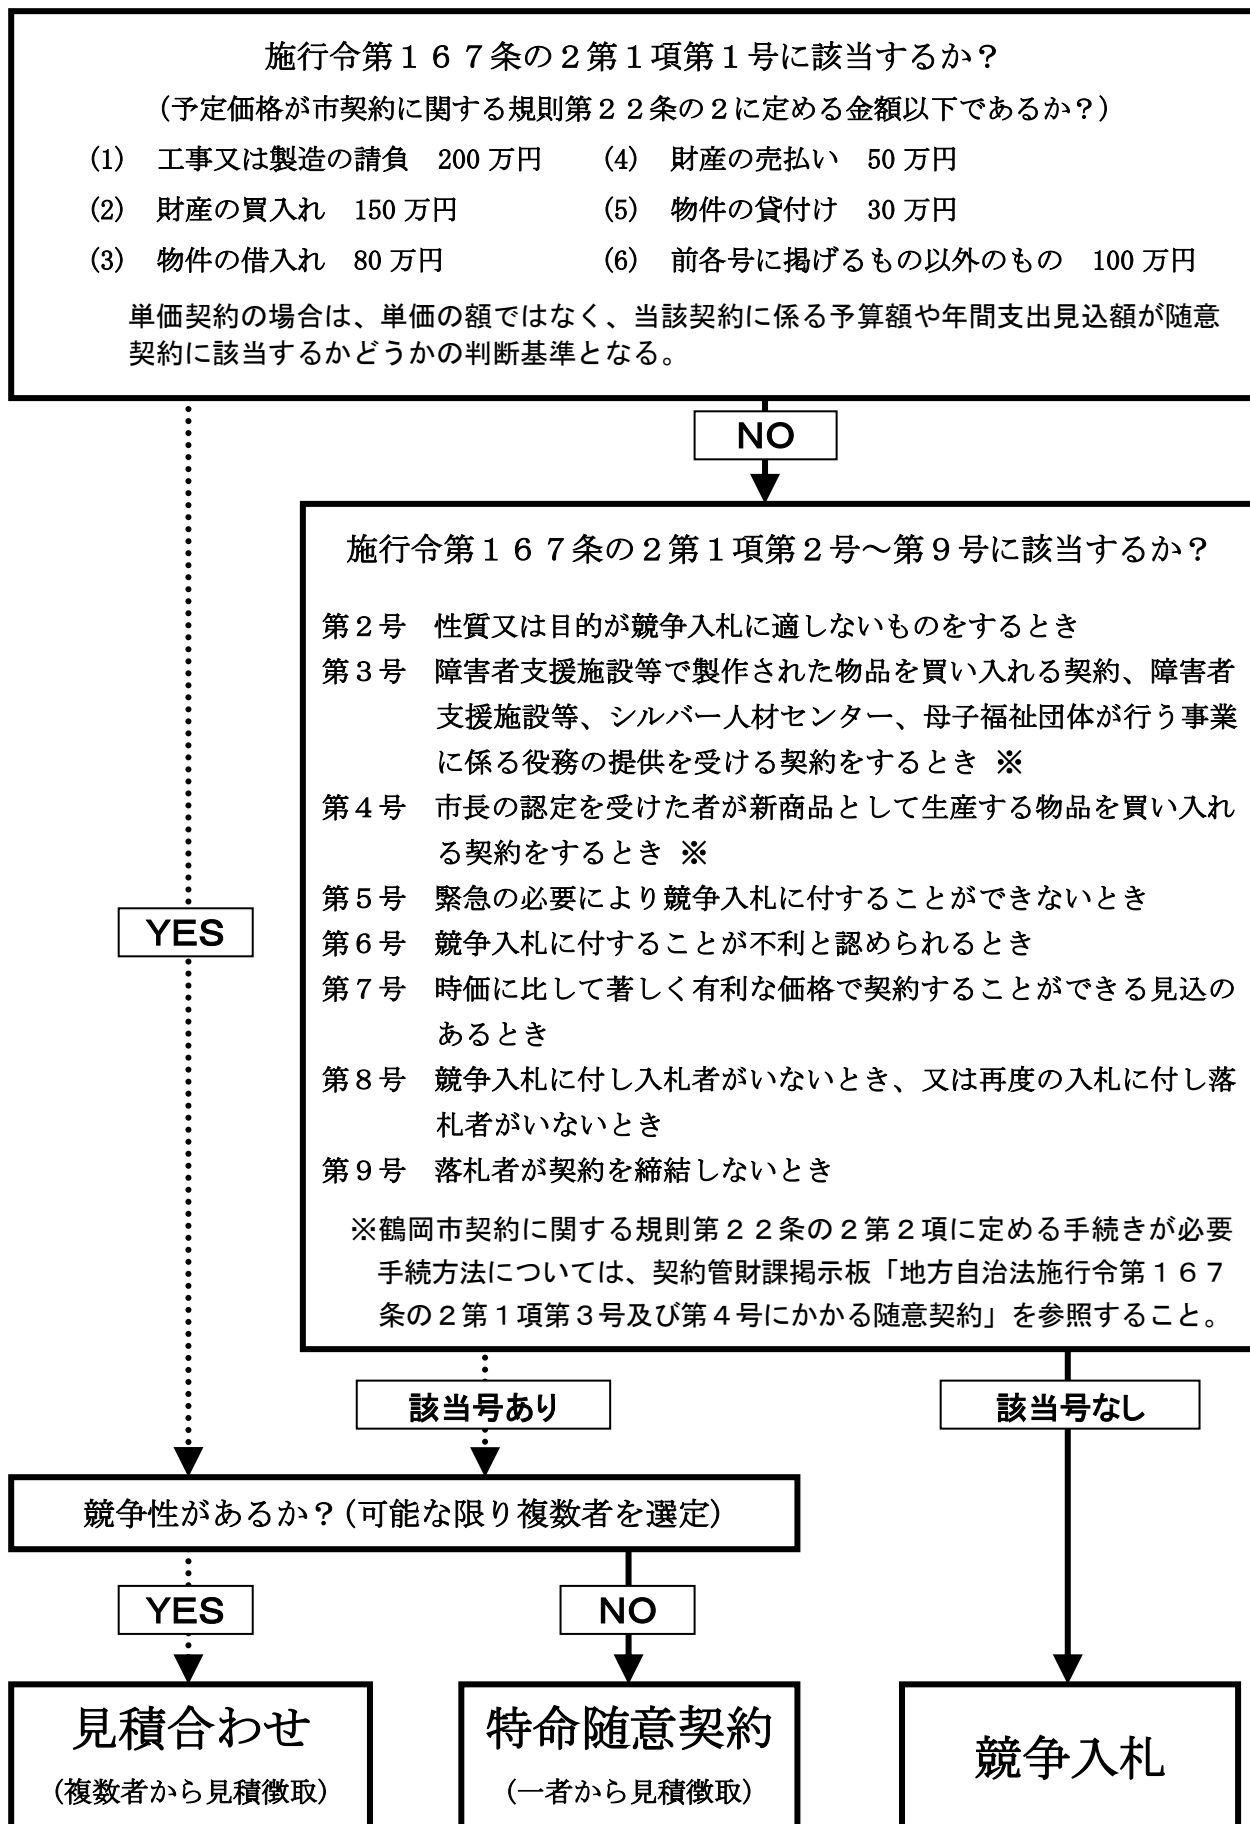 施行令第１６７条の２第１項第１号に該当するか？
（予定価格が市契約に関する規則第２２条の２に定める金額以下であるか？）
(1)　工事又は製造の請負　200 万円　　(4)　財産の売払い　50 万円
(2)　財産の買入れ　150 万円　　(5)　物件の貸付け　30 万円
(3)　物件の借入れ　80 万円　　(6)　前各号に掲げるもの以外のもの　100 万円
単価契約の場合は、単価の額ではなく、当該契約に係る予算額や年間支出見込額が随意
契約に該当するかどうかの判断基準となる。
NO
施行令第１６７条の２第１項第２号～第９号に該当するか？
第２号　性質又は目的が競争入札に適しないものをするとき
第３号　障害者支援施設等で製作された物品を買い入れる契約、障害者
支援施設等、シルバー人材センター、母子福祉団体が行う事業
に係る役務の提供を受ける契約をするとき ※
第４号　市長の認定を受けた者が新商品として生産する物品を買い入れ
る契約をするとき ※
第５号　緊急の必要により競争入札に付することができないとき
YES
第６号　競争入札に付することが不利と認められるとき
第７号　時価に比して著しく有利な価格で契約することができる見込の
あるとき
第８号　競争入札に付し入札者がいないとき、又は再度の入札に付し落
札者がいないとき
第９号　落札者が契約を締結しないとき
※鶴岡市契約に関する規則第２２条の２第２項に定める手続きが必要
手続方法については、契約管財課掲示板「地方自治法施行令第１６７
条の２第１項第３号及び第４号にかかる随意契約」を参照すること。
該当号あり
該当号なし
競争性があるか？（可能な限り複数者を選定）
YES
NO
見積合わせ
（複数者から見積徴取）
特命随意契約
（一者から見積徴取）
競争入札